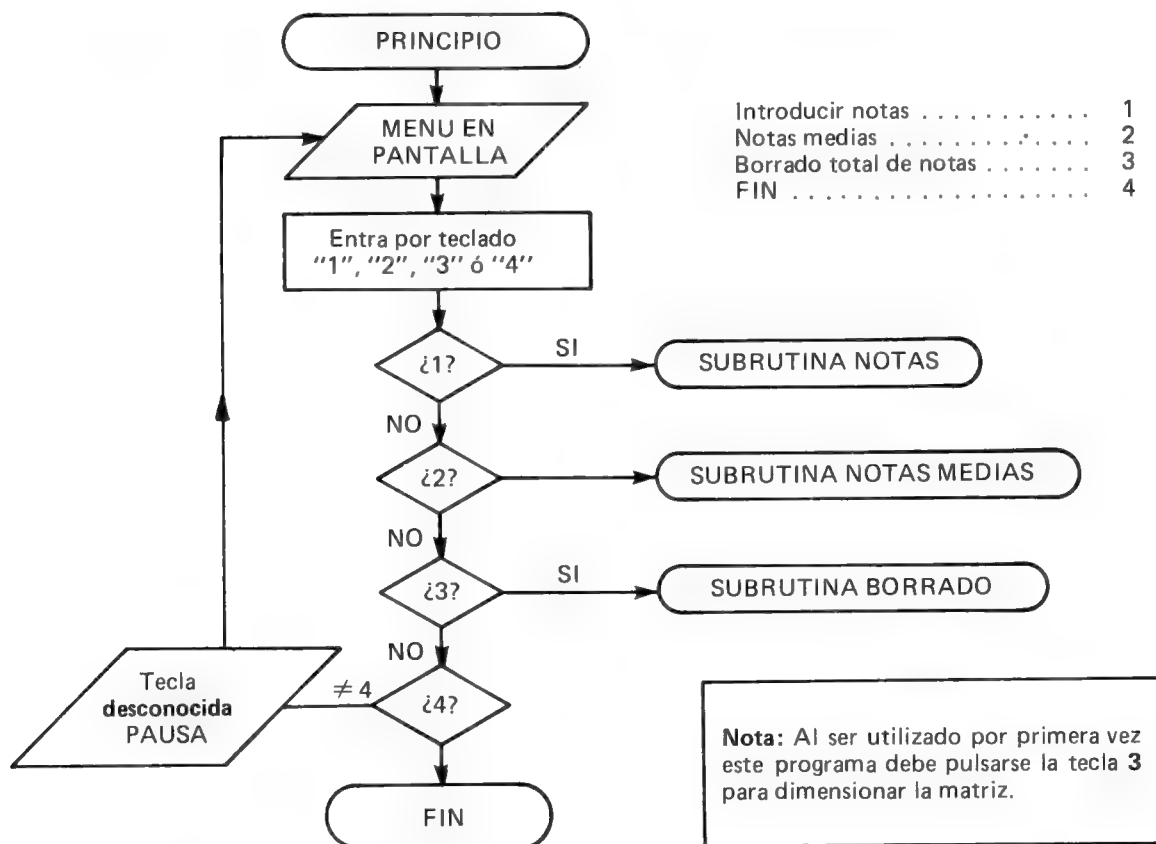 PRINCIPIO
MENU EN
PANTALLA
Introducir notas . . . . . . . . . . . 1
Notas medias . . . . . . . . . . . . . 2
Borrado total de notas . . . . . . . 3
FIN . . . . . . . . . . . . . . . . . . . . 4
Entra por teclado
"1", "2", "3" ó "4"
¿1?
SI
SUBRUTINA NOTAS
NO
¿2?
SUBRUTINA NOTAS MEDIAS
NO
¿3?
SI
SUBRUTINA BORRADO
NO
¿4?
≠ 4
Tecla
desconocida
PAUSA
FIN
Nota: Al ser utilizado por primera vez
este programa debe pulsarse la tecla 3
para dimensionar la matriz.